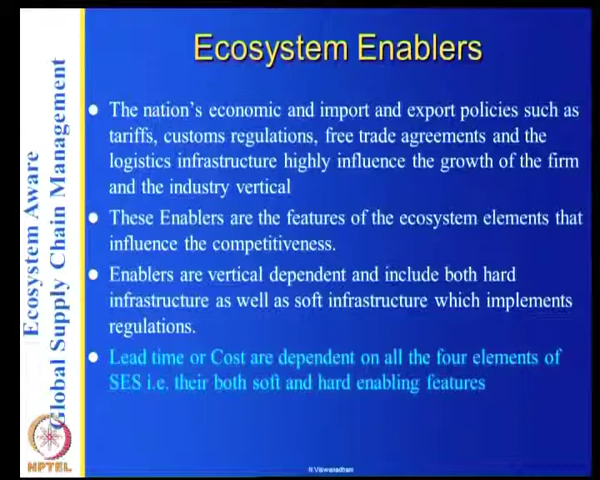 Ecosystem Enablers
Ecosystem Aware
Global Supply Chain Management
● The nation's economic and import and export policies such as
tariffs, customs regulations, free trade agreements and the
logistics infrastructure highly influence the growth of the firm
and the industry vertical
● These Enablers are the features of the ecosystem elements that
influence the competitiveness.
● Enablers are vertical dependent and include both hard
infrastructure as well as soft infrastructure which implements
regulations.
● Lead time or Cost are dependent on all the four elements of
SES i.e. their both soft and hard enabling features
NPTEL
N.Viswanadham